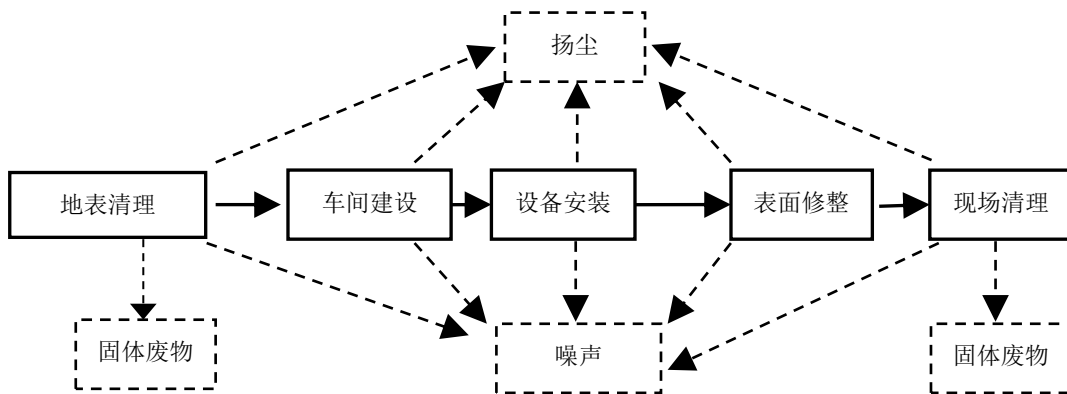 扬尘
地表清理
车间建设
设备安装
表面修整
现场清理
固体废物
噪声
固体废物